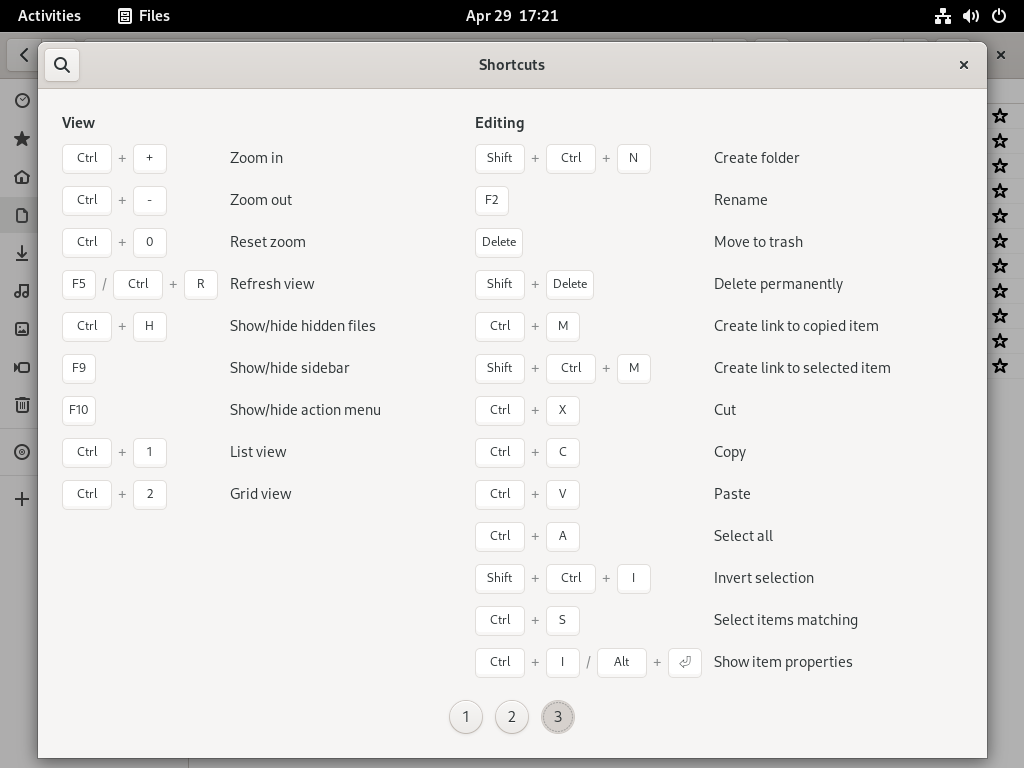 Activities Files Apr 29 17:21
Shortcuts
View
Ctrl + + Zoom in
Ctrl + - Zoom out
Ctrl + 0 Reset zoom
F5 / Ctrl + R Refresh view
Ctrl + H Show/hide hidden files
F9 Show/hide sidebar
F10 Show/hide action menu
Ctrl + 1 List view
Ctrl + 2 Grid view
Editing
Shift + Ctrl + N Create folder
F2 Rename
Delete Move to trash
Shift + Delete Delete permanently
Ctrl + M Create link to copied item
Shift + Ctrl + M Create link to selected item
Ctrl + X Cut
Ctrl + C Copy
Ctrl + V Paste
Ctrl + A Select all
Shift + Ctrl + I Invert selection
Ctrl + S Select items matching
Ctrl + I / Alt + ⏎ Show item properties
1 2 3